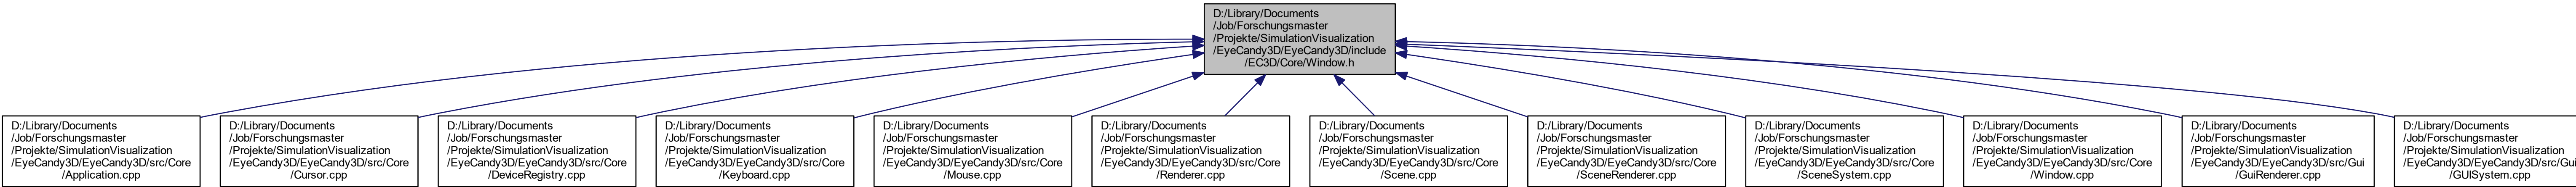 D:/Library/Documents
/Job/Forschungsmaster
/Projekte/SimulationVisualization
/EyeCandy3D/EyeCandy3D/include
/EC3D/Core/Window.h
D:/Library/Documents
/Job/Forschungsmaster
/Projekte/SimulationVisualization
/EyeCandy3D/EyeCandy3D/src/Core
/Application.cpp
D:/Library/Documents
/Job/Forschungsmaster
/Projekte/SimulationVisualization
/EyeCandy3D/EyeCandy3D/src/Core
/Cursor.cpp
D:/Library/Documents
/Job/Forschungsmaster
/Projekte/SimulationVisualization
/EyeCandy3D/EyeCandy3D/src/Core
/DeviceRegistry.cpp
D:/Library/Documents
/Job/Forschungsmaster
/Projekte/SimulationVisualization
/EyeCandy3D/EyeCandy3D/src/Core
/Keyboard.cpp
D:/Library/Documents
/Job/Forschungsmaster
/Projekte/SimulationVisualization
/EyeCandy3D/EyeCandy3D/src/Core
/Mouse.cpp
D:/Library/Documents
/Job/Forschungsmaster
/Projekte/SimulationVisualization
/EyeCandy3D/EyeCandy3D/src/Core
/Renderer.cpp
D:/Library/Documents
/Job/Forschungsmaster
/Projekte/SimulationVisualization
/EyeCandy3D/EyeCandy3D/src/Core
/Scene.cpp
D:/Library/Documents
/Job/Forschungsmaster
/Projekte/SimulationVisualization
/EyeCandy3D/EyeCandy3D/src/Core
/SceneRenderer.cpp
D:/Library/Documents
/Job/Forschungsmaster
/Projekte/SimulationVisualization
/EyeCandy3D/EyeCandy3D/src/Core
/SceneSystem.cpp
D:/Library/Documents
/Job/Forschungsmaster
/Projekte/SimulationVisualization
/EyeCandy3D/EyeCandy3D/src/Core
/Window.cpp
D:/Library/Documents
/Job/Forschungsmaster
/Projekte/SimulationVisualization
/EyeCandy3D/EyeCandy3D/src/Gui
/GuiRenderer.cpp
D:/Library/Documents
/Job/Forschungsmaster
/Projekte/SimulationVisualization
/EyeCandy3D/EyeCandy3D/src/Gui
/GUISystem.cpp